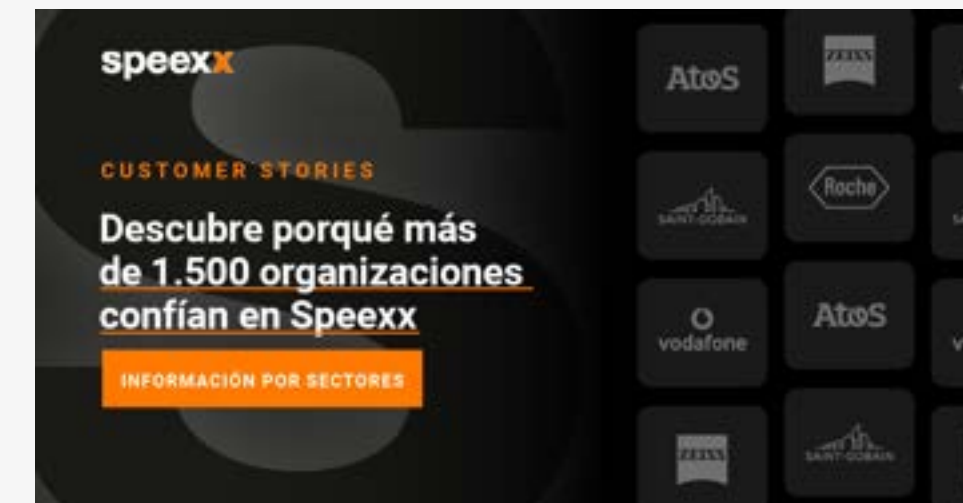 speexx
CUSTOMER STORIES
Descubre porqué más
de 1.500 organizaciones
confían en Speexx
INFORMACIÓN POR SECTORES
AtoS
ZEISS
SAINT-GOBAIN
Roche
vodafone
AtoS
ZEISS
SAINT-GOBAIN